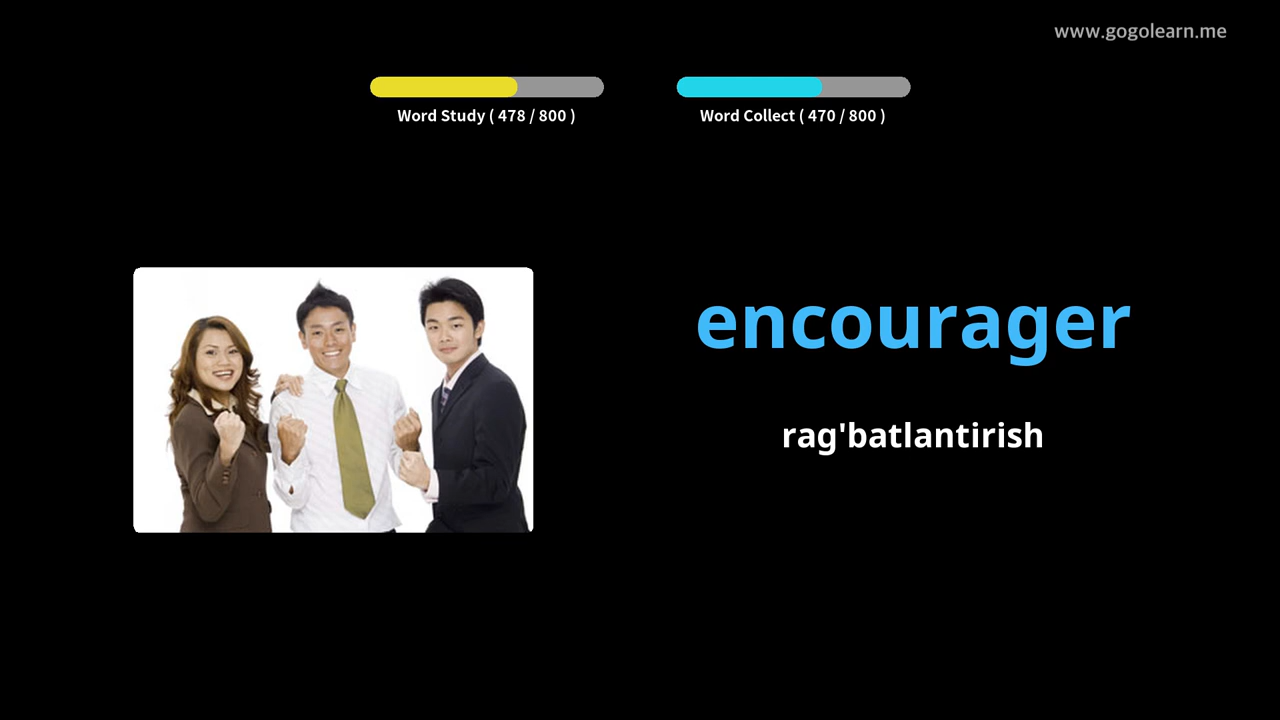 www.gogolearn.me
Word Study ( 478 / 800 )
Word Collect ( 470 / 800 )
encourager
rag'batlantirish